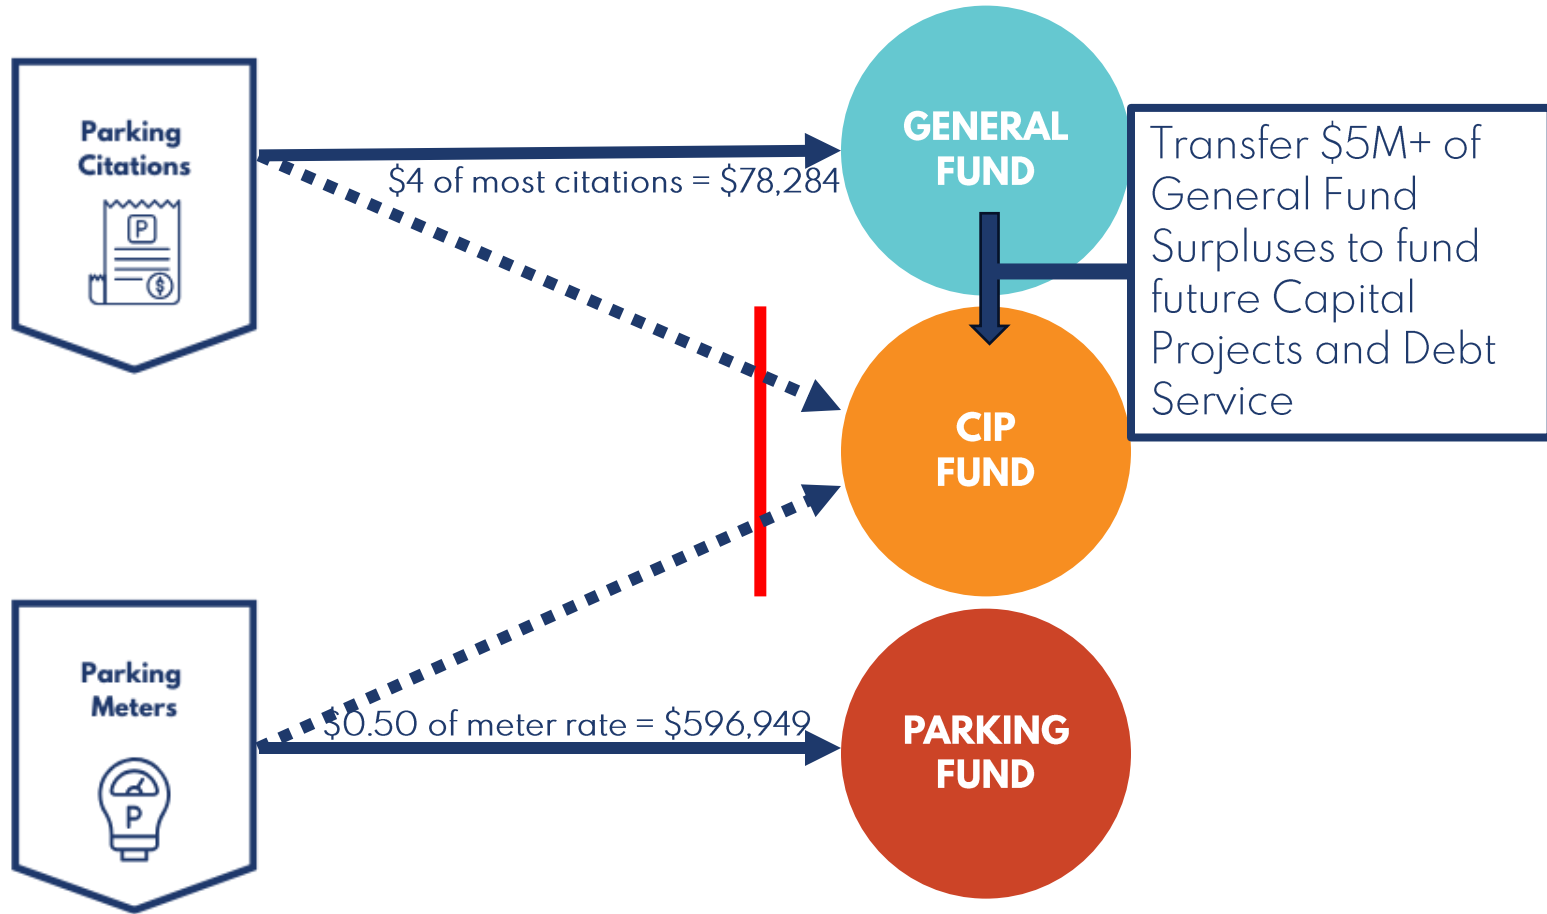 Parking
Citations
P
$
$4 of most citations = $78,284
GENERAL
FUND
Transfer $5M+ of
General Fund
Surpluses to fund
future Capital
Projects and Debt
Service
CIP
FUND
Parking
Meters
P
$0.50 of meter rate = $596,949
PARKING
FUND